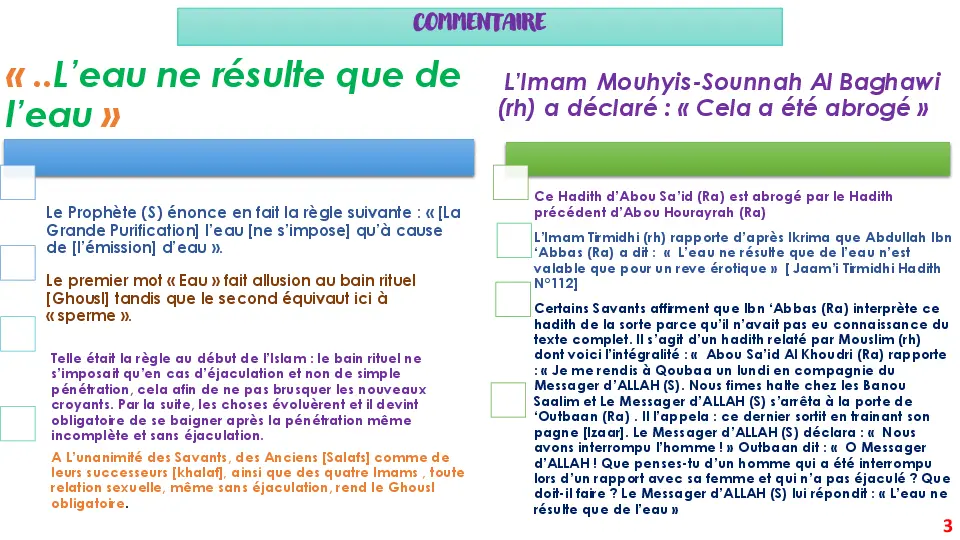 COMMENTAIRE
« ..L’eau ne résulte que de
l’eau »
Le Prophète (S) énonce en fait la règle suivante : « [La
Grande Purification] l’eau [ne s’impose] qu’à cause
de [l’émission] d’eau ».
Le premier mot « Eau » fait allusion au bain rituel
[Ghousl] tandis que le second équivaut ici à
« sperme ».
Telle était la règle au début de l’Islam : le bain rituel ne
s’imposait qu’en cas d’éjaculation et non de simple
pénétration, cela afin de ne pas brusquer les nouveaux
croyants. Par la suite, les choses évoluèrent et il devint
obligatoire de se baigner après la pénétration même
incomplète et sans éjaculation.
A L’unanimité des Savants, des Anciens [Salafs] comme de
leurs successeurs [khalaf], ainsi que des quatre Imams , toute
relation sexuelle, même sans éjaculation, rend le Ghousl
obligatoire.
L’Imam Mouhyis-Sounnah Al Baghawi
(rh) a déclaré : « Cela a été abrogé »
Ce Hadith d’Abou Sa’id (Ra) est abrogé par le Hadith
précédent d’Abou Hourayrah (Ra)
L’Imam Tirmidhi (rh) rapporte d’après Ikrima que Abdullah Ibn
‘Abbas (Ra) a dit : « L’eau ne résulte que de l’eau n’est
valable que pour un reve érotique » [ Jaam’i Tirmidhi Hadith
N°112]
Certains Savants affirment que Ibn ‘Abbas (Ra) interprète ce
hadith de la sorte parce qu’il n’avait pas eu connaissance du
texte complet. Il s’agit d’un hadith relaté par Mouslim (rh)
dont voici l’intégralité : « Abou Sa’id Al Khoudri (Ra) rapporte
: « Je me rendis à Qoubaa un lundi en compagnie du
Messager d’ALLAH (S). Nous fimes halte chez les Banou
Saalim et Le Messager d’ALLAH (S) s’arrêta à la porte de
‘Outbaan (Ra) . Il l’appela : ce dernier sortit en trainant son
pagne [Izaar]. Le Messager d’ALLAH (S) déclara : « Nous
avons interrompu l’homme ! » Outbaan dit : « O Messager
d’ALLAH ! Que penses-tu d’un homme qui a été interrompu
lors d’un rapport avec sa femme et qui n’a pas éjaculé ? Que
doit-il faire ? Le Messager d’ALLAH (S) lui répondit : « L’eau ne
résulte que de l’eau »
3